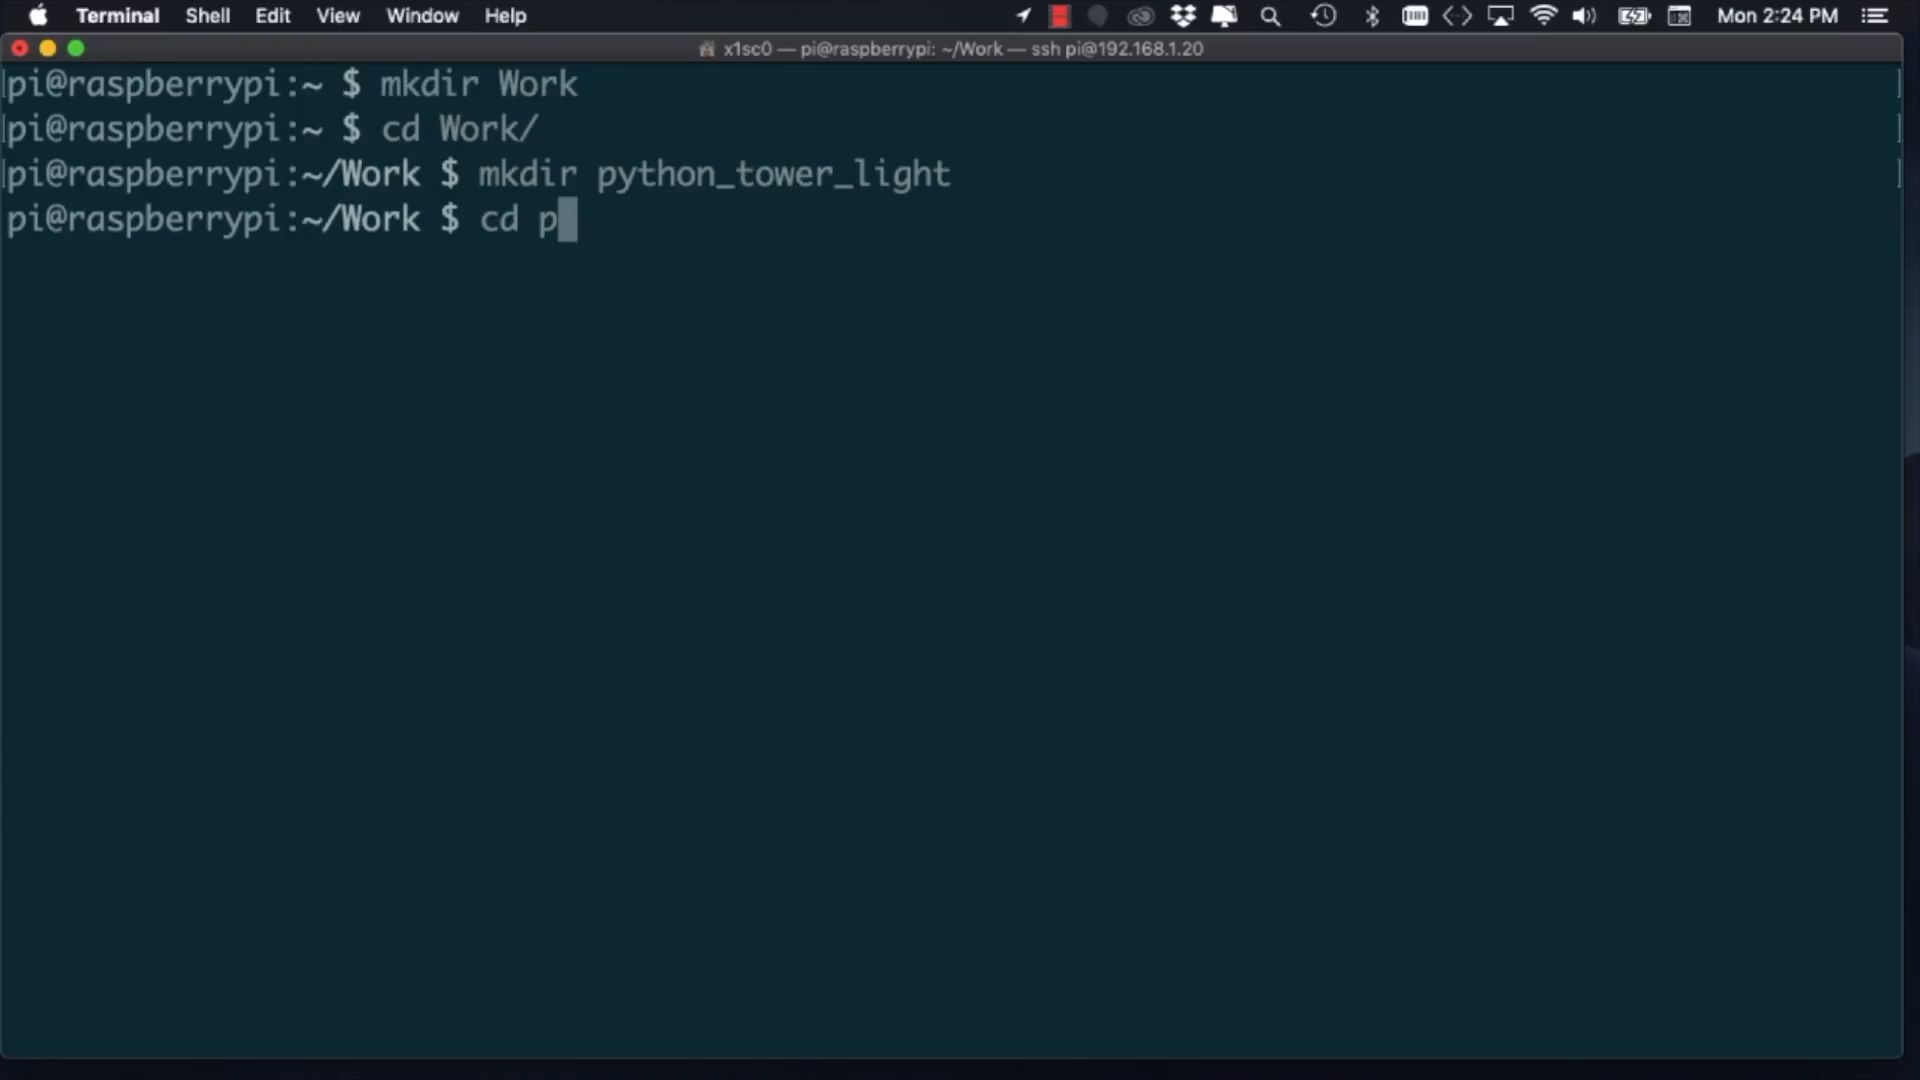 Terminal Shell Edit View Window Help Mon 2:24 PM
x1sc0 — pi@raspberrypi: ~/Work — ssh pi@192.168.1.20
pi@raspberrypi:~ $ mkdir Work
pi@raspberrypi:~ $ cd Work/
pi@raspberrypi:~/Work $ mkdir python_tower_light
pi@raspberrypi:~/Work $ cd p